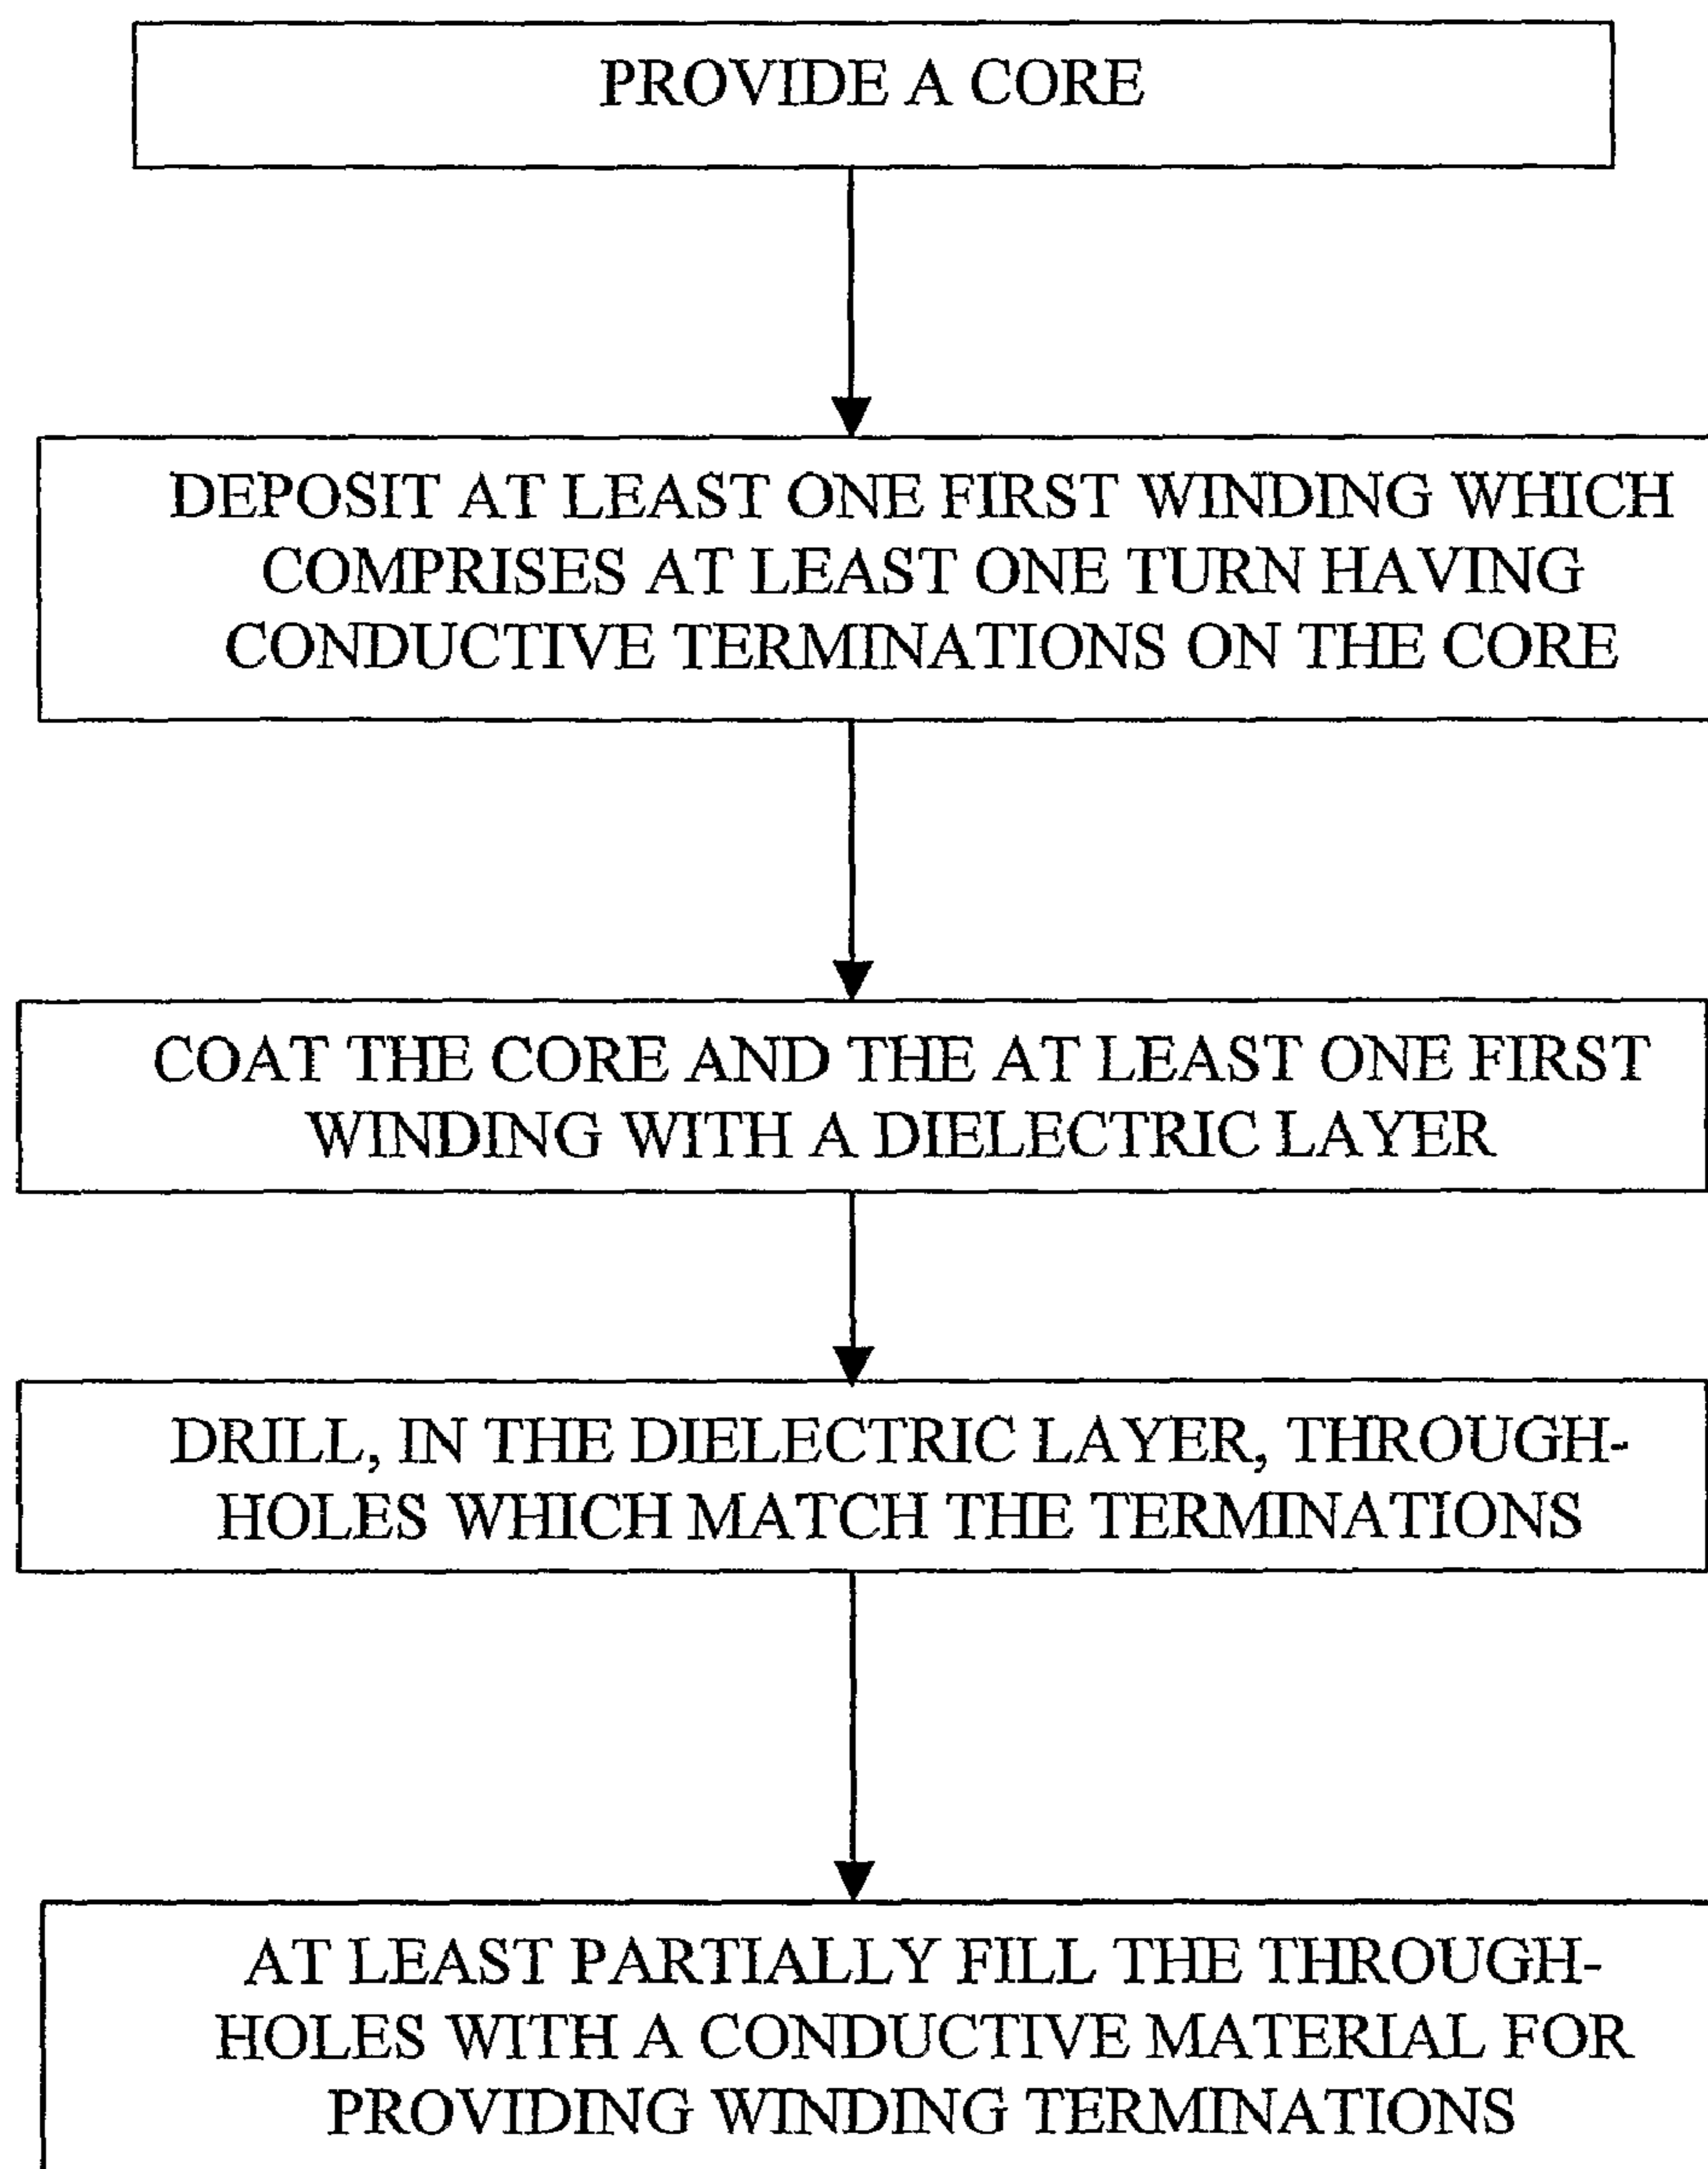 PROVIDE A CORE
DEPOSIT AT LEAST ONE FIRST WINDING WHICH
COMPRISES AT LEAST ONE TURN HAVING
CONDUCTIVE TERMINATIONS ON THE CORE
COAT THE CORE AND THE AT LEAST ONE FIRST
WINDING WITH A DIELECTRIC LAYER
DRILL, IN THE DIELECTRIC LAYER, THROUGH-
HOLES WHICH MATCH THE TERMINATIONS
AT LEAST PARTIALLY FILL THE THROUGH-
HOLES WITH A CONDUCTIVE MATERIAL FOR
PROVIDING WINDING TERMINATIONS